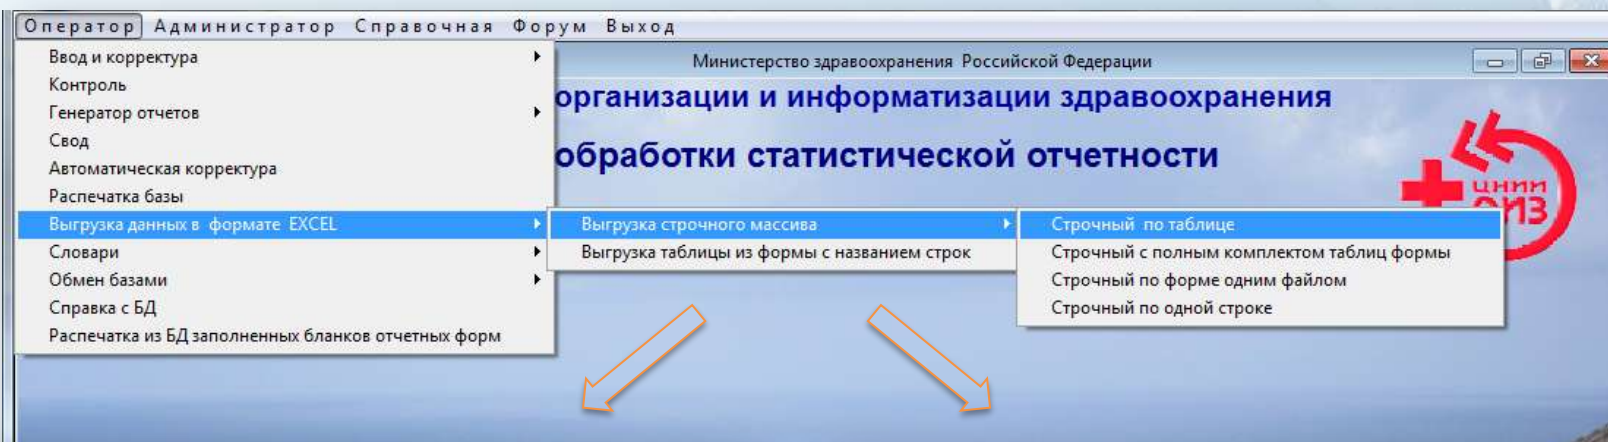 Оператор Администратор Справочная Форум Выход
Министерство здравоохранения Российской Федерации
организации и информатизации здравоохранения
обработки статистической отчетности
ЦНИИ
ОИЗ
Ввод и корректура
Контроль
Генератор отчетов
Свод
Автоматическая корректура
Распечатка базы
Выгрузка данных в формате EXCEL
Словари
Обмен базами
Справка с БД
Распечатка из БД заполненных бланков отчетных форм
Выгрузка строчного массива
Выгрузка таблицы из формы с названием строк
Строчный по таблице
Строчный с полным комплектом таблиц формы
Строчный по форме одним файлом
Строчный по одной строке